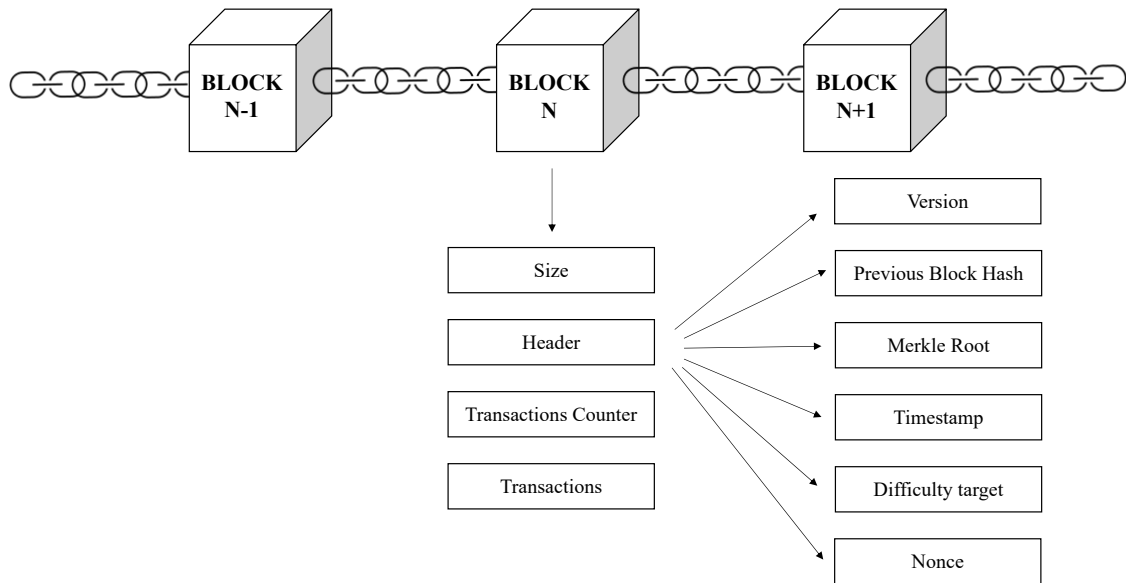 BLOCK
N-1
BLOCK
N
BLOCK
N+1
Size
Header
Transactions Counter
Transactions
Version
Previous Block Hash
Merkle Root
Timestamp
Difficulty target
Nonce